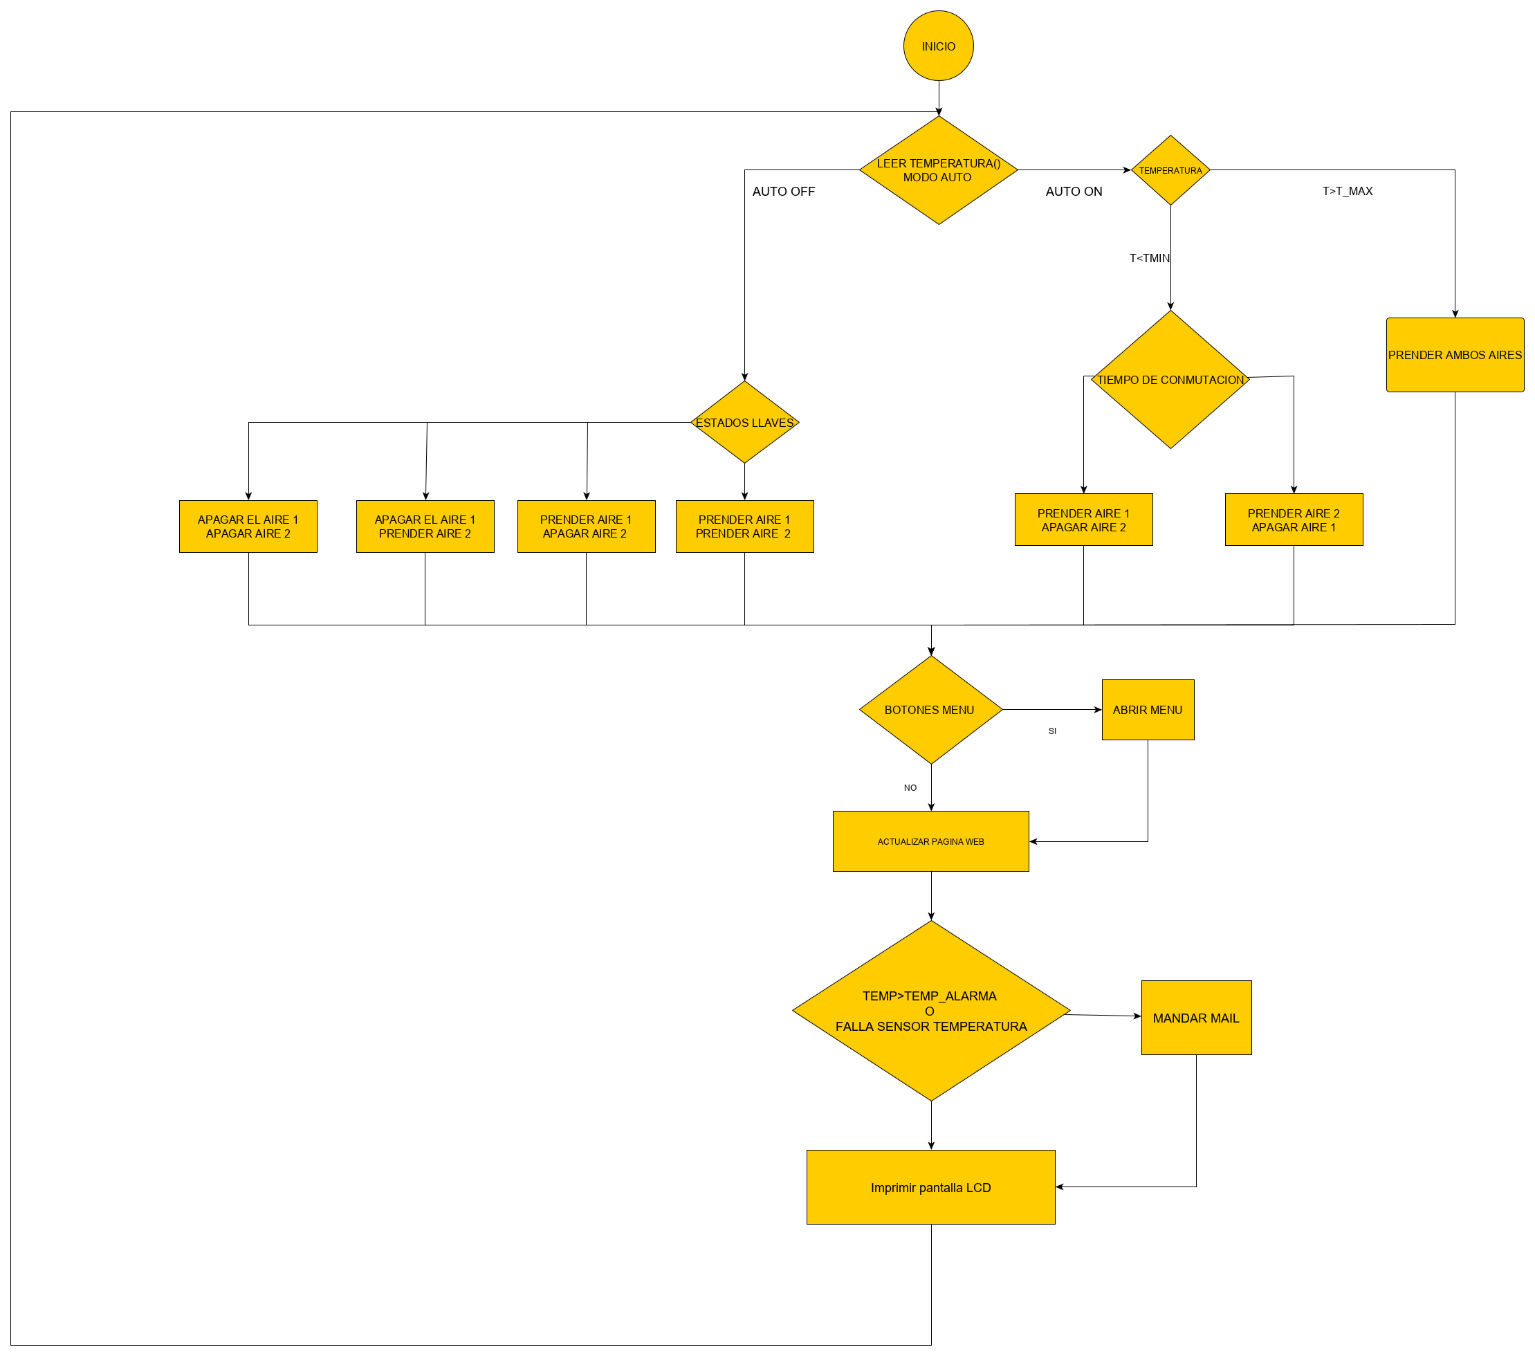 INICIO
LEER TEMPERATURA()
MODO AUTO
TEMPERATURA
AUTO OFF
AUTO ON
T>T_MAX
T<TMIN
PRENDER AMBOS AIRES
TIEMPO DE CONMUTACION
ESTADOS LLAVES
APAGAR EL AIRE 1
APAGAR AIRE 2
APAGAR EL AIRE 1
PRENDER AIRE 2
PRENDER AIRE 1
APAGAR AIRE 2
PRENDER AIRE 1
PRENDER AIRE  2
PRENDER AIRE 1
APAGAR AIRE 2
PRENDER AIRE 2
APAGAR AIRE 1
BOTONES MENU
ABRIR MENU
SI
NO
ACTUALIZAR PAGINA WEB
TEMP>TEMP_ALARMA
O
FALLA SENSOR TEMPERATURA
MANDAR MAIL
Imprimir pantalla LCD